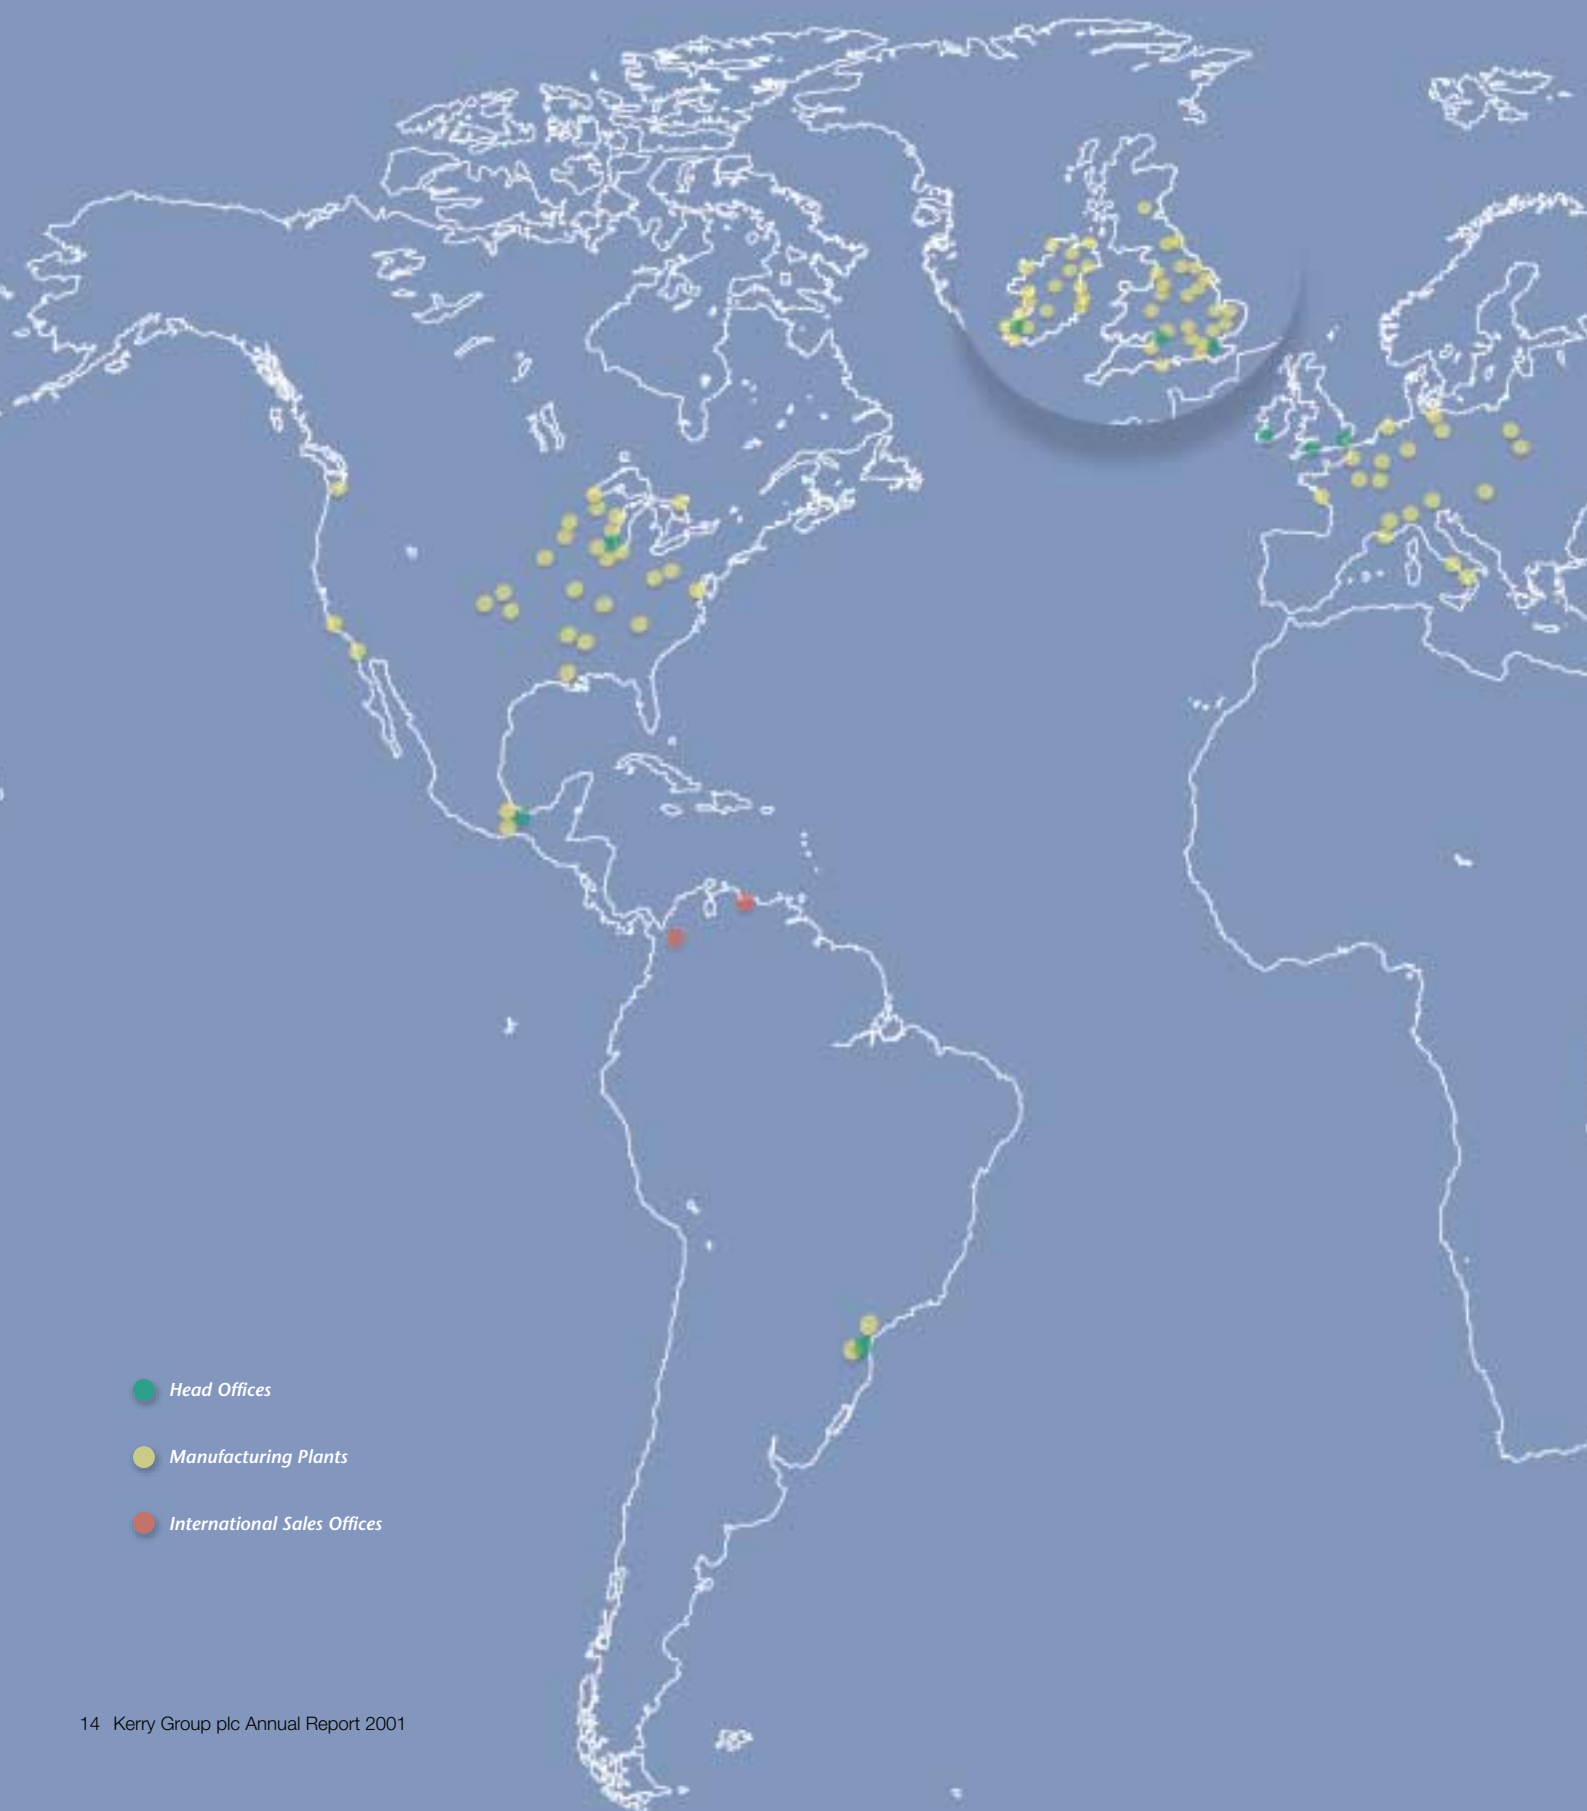 Head Offices
Manufacturing Plants
International Sales Offices
14 Kerry Group plc Annual Report 2001